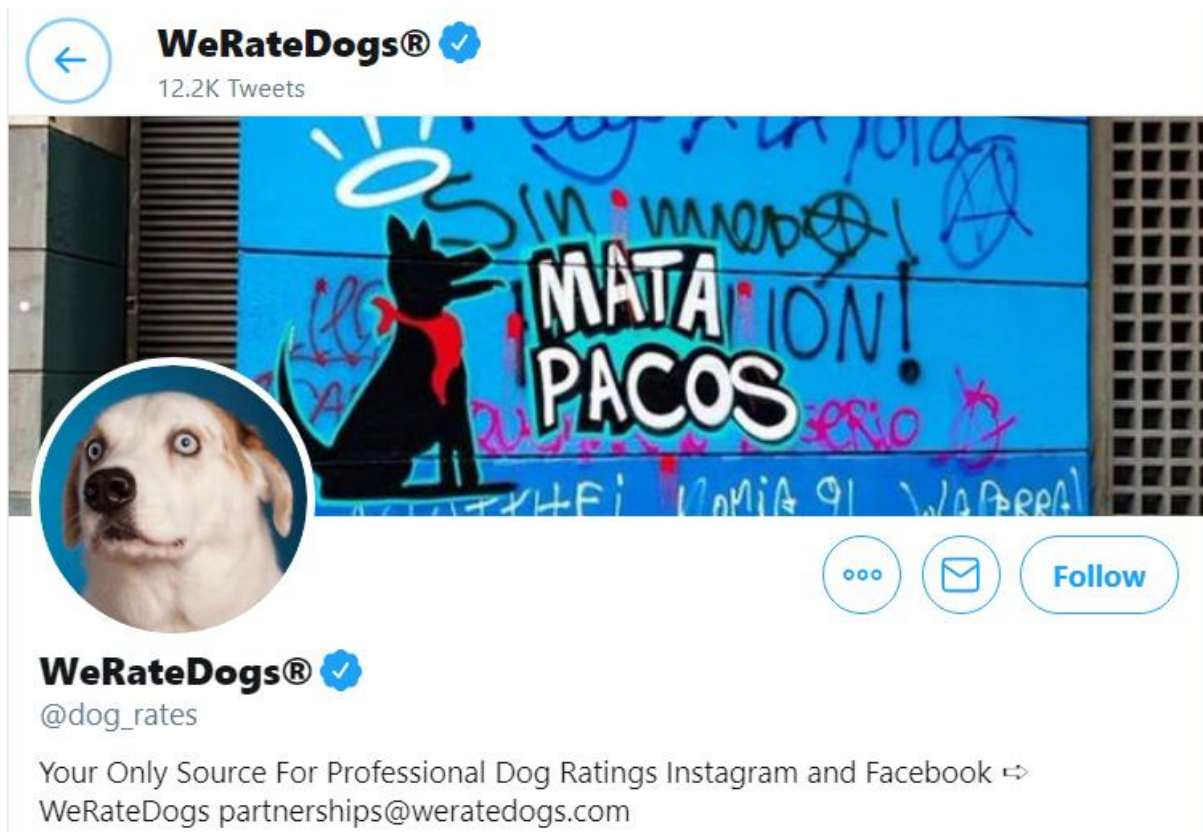 WeRateDogs®
12.2K Tweets
Sin miedo!
MATA
PACOS
ION!
Follow
WeRateDogs®
@dog_rates
Your Only Source For Professional Dog Ratings Instagram and Facebook ➪
WeRateDogs partnerships@weratedogs.com